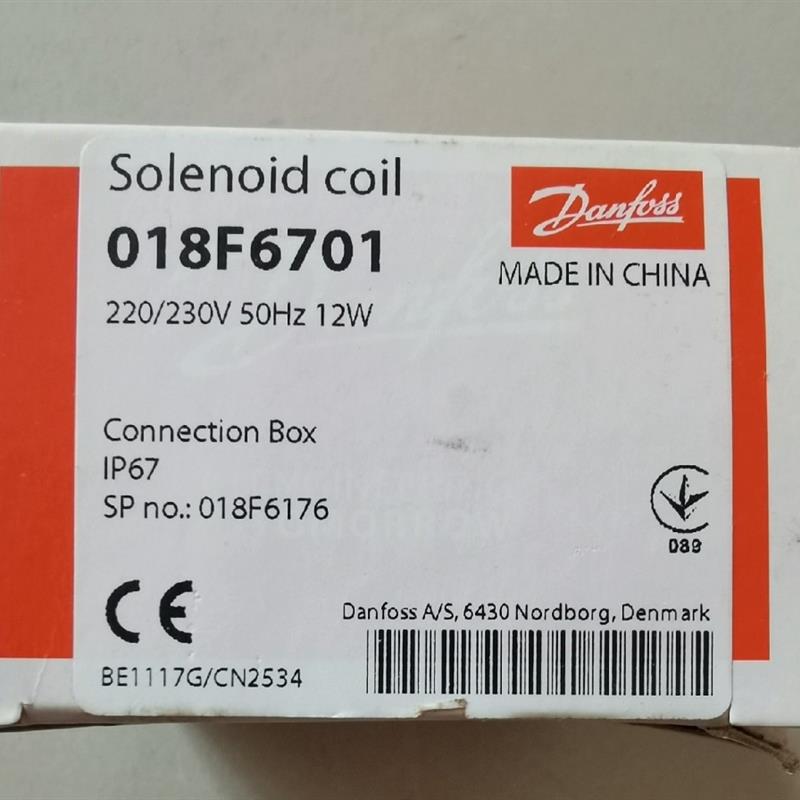 Solenoid coil
018F6701
220/230V 50Hz 12W
Danfoss
MADE IN CHINA
Connection Box
IP67
SP no.: 018F6176
089
CE
Danfoss A/S, 6430 Nordborg, Denmark
BE1117G/CN2534